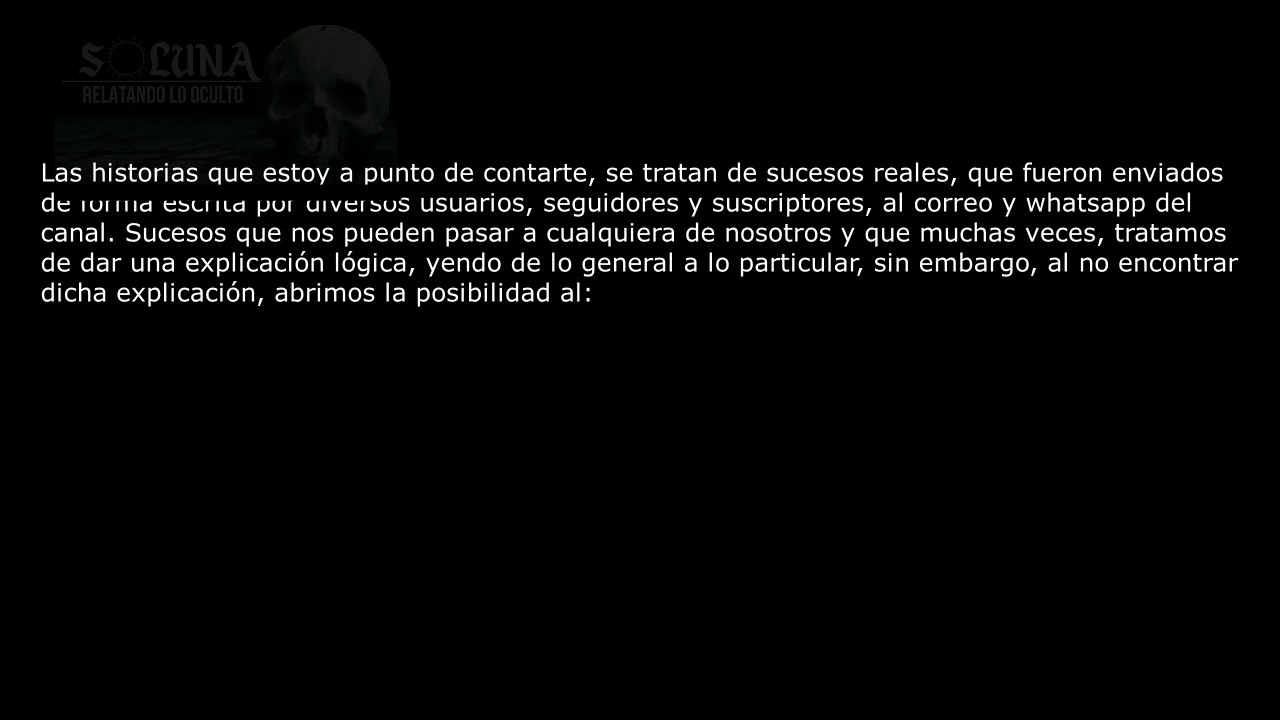 SOLUNA
RELATANDO LO OCULTO
Las historias que estoy a punto de contarte, se tratan de sucesos reales, que fueron enviados
de forma escrita por diversos usuarios, seguidores y suscriptores, al correo y whatsapp del
canal. Sucesos que nos pueden pasar a cualquiera de nosotros y que muchas veces, tratamos
de dar una explicación lógica, yendo de lo general a lo particular, sin embargo, al no encontrar
dicha explicación, abrimos la posibilidad al: